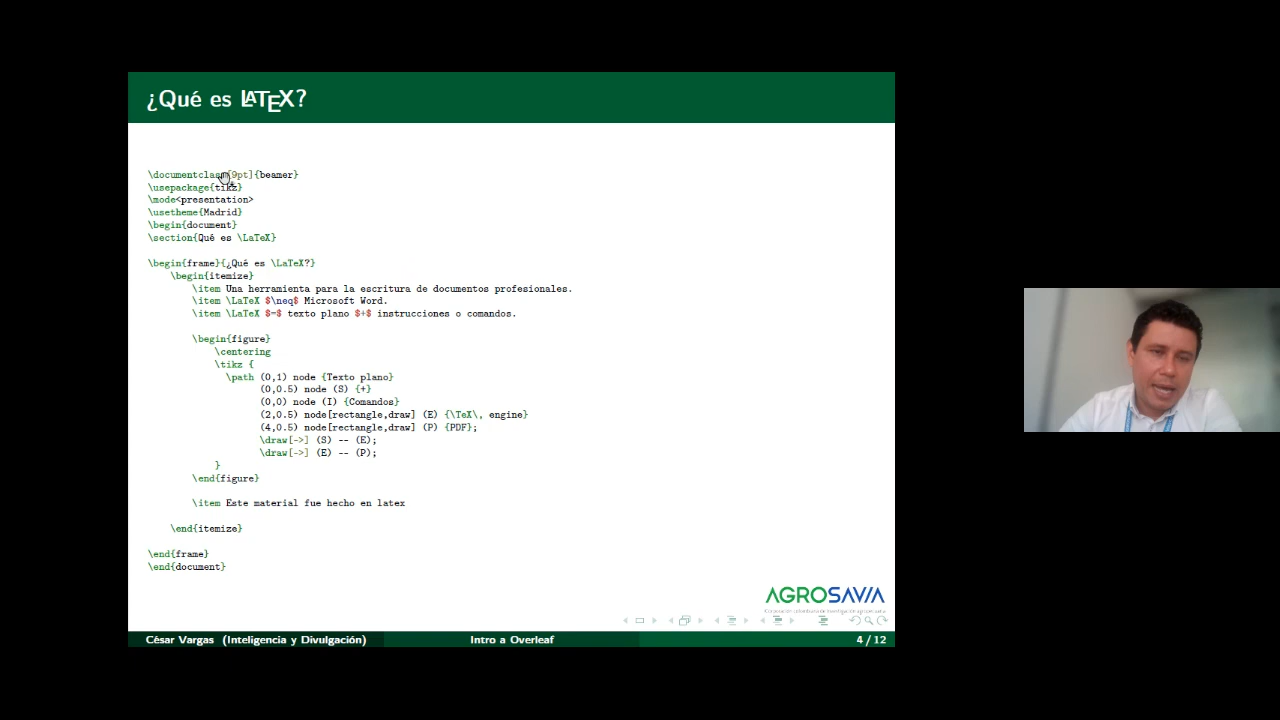 ¿Qué es LATEX?
\documentclass[9pt]{beamer}
\usepackage{tikz}
\mode<presentation>
\usetheme{Madrid}
\begin{document}
\section{Qué es \LaTeX}
\begin{frame}{¿Qué es \LaTeX?}
\begin{itemize}
\item Una herramienta para la escritura de documentos profesionales.
\item \LaTeX $\neq$ Microsoft Word.
\item \LaTeX $=$ texto plano $+$ instrucciones o comandos.
\begin{figure}
\centering
\tikz {
\path (0,1) node {Texto plano}
(0,0.5) node (S) {+}
(0,0) node (I) {Comandos}
(2,0.5) node[rectangle,draw] (E) {\TeX\, engine}
(4,0.5) node[rectangle,draw] (P) {PDF};
\draw[->] (S) -- (E);
\draw[->] (E) -- (P);
}
\end{figure}
\item Este material fue hecho en latex
\end{itemize}
\end{frame}
\end{document}
AGROSAVIA
César Vargas (Inteligencia y Divulgación) Intro a Overleaf 4 / 12